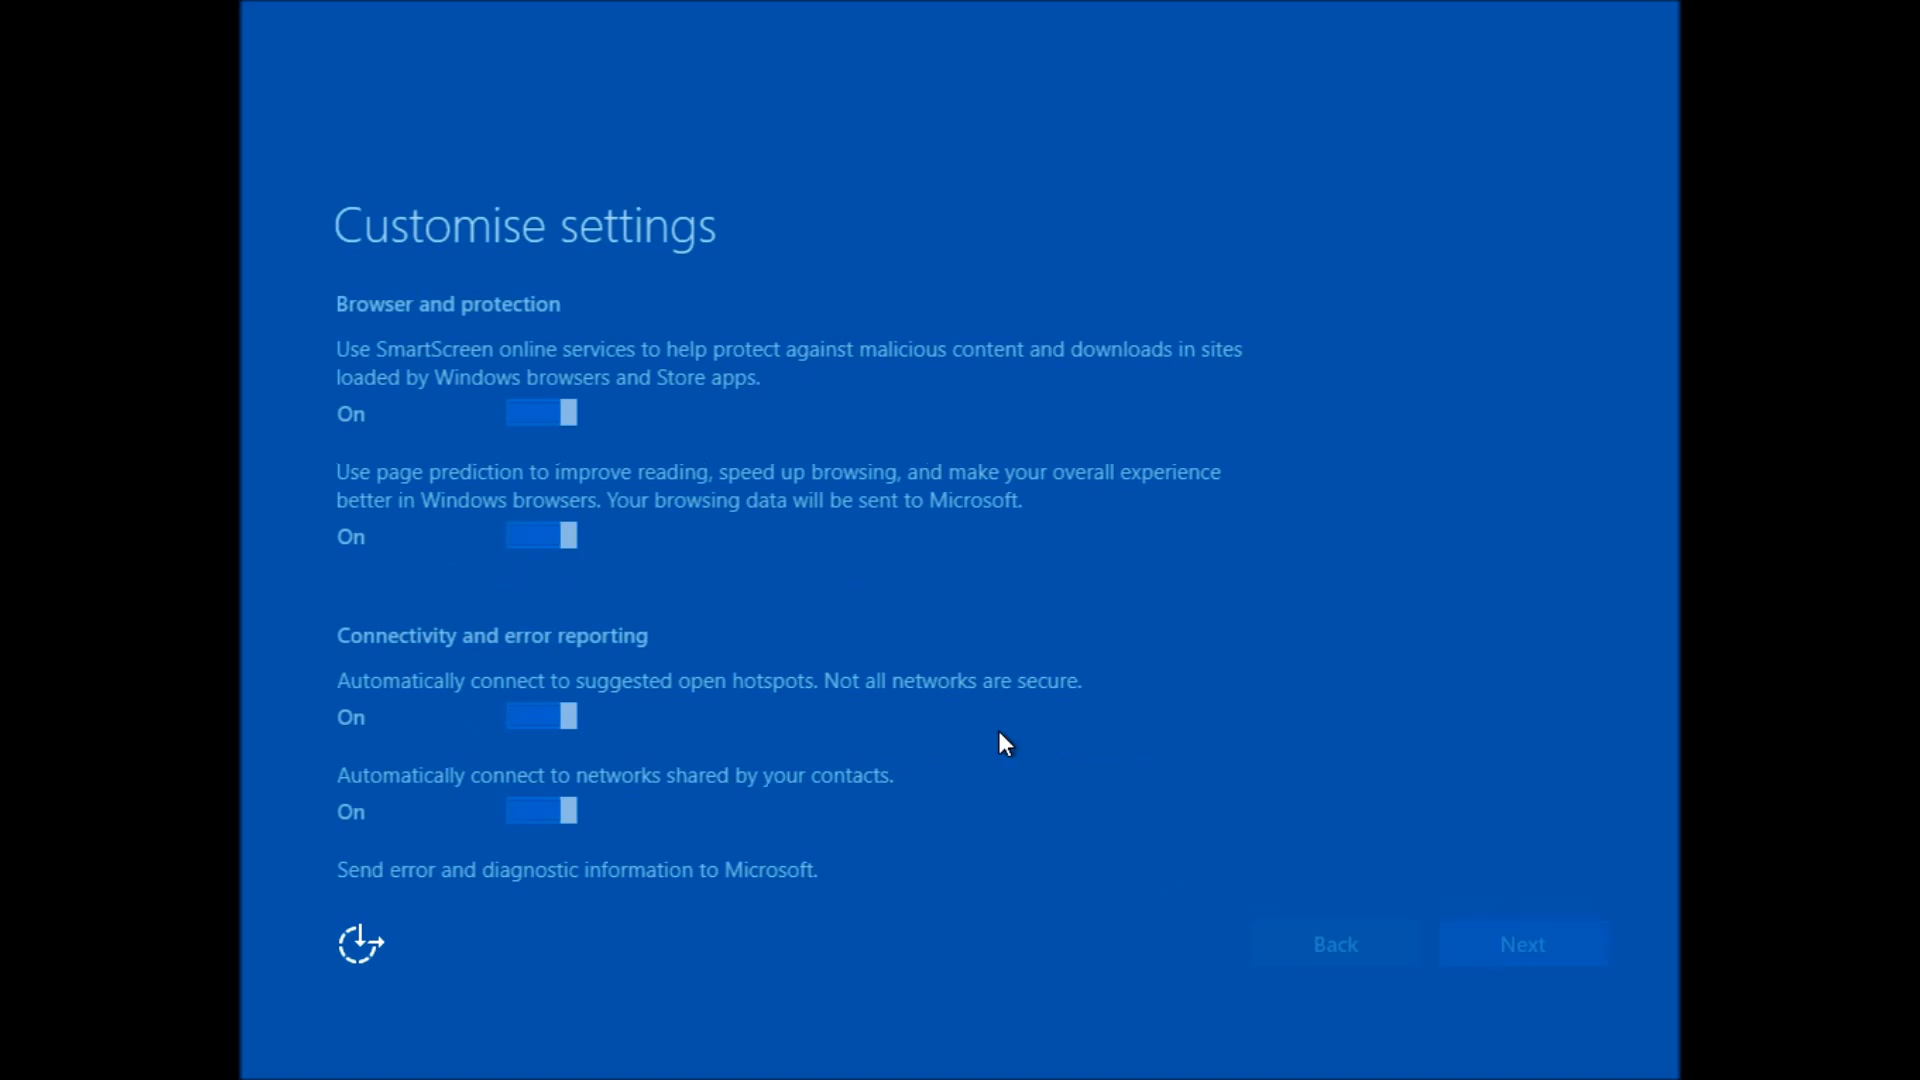 Customise settings
Browser and protection
Use SmartScreen online services to help protect against malicious content and downloads in sites
loaded by Windows browsers and Store apps.
On
Use page prediction to improve reading, speed up browsing, and make your overall experience
better in Windows browsers. Your browsing data will be sent to Microsoft.
On
Connectivity and error reporting
Automatically connect to suggested open hotspots. Not all networks are secure.
On
Automatically connect to networks shared by your contacts.
On
Send error and diagnostic information to Microsoft.
Back
Next